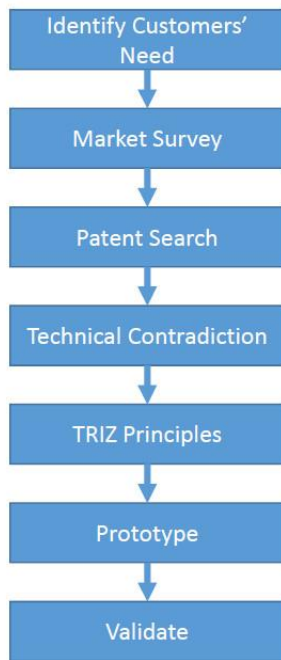 Identify Customers’
Need
Market Survey
Patent Search
Technical Contradiction
TRIZ Principles
Prototype
Validate